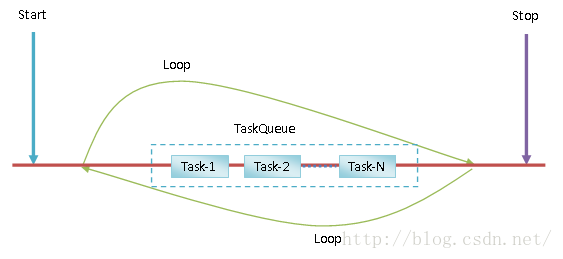 Start
Stop
Loop
TaskQueue
Task-1
Task-2
Task-N
Loop
http://blog.csdn.net/